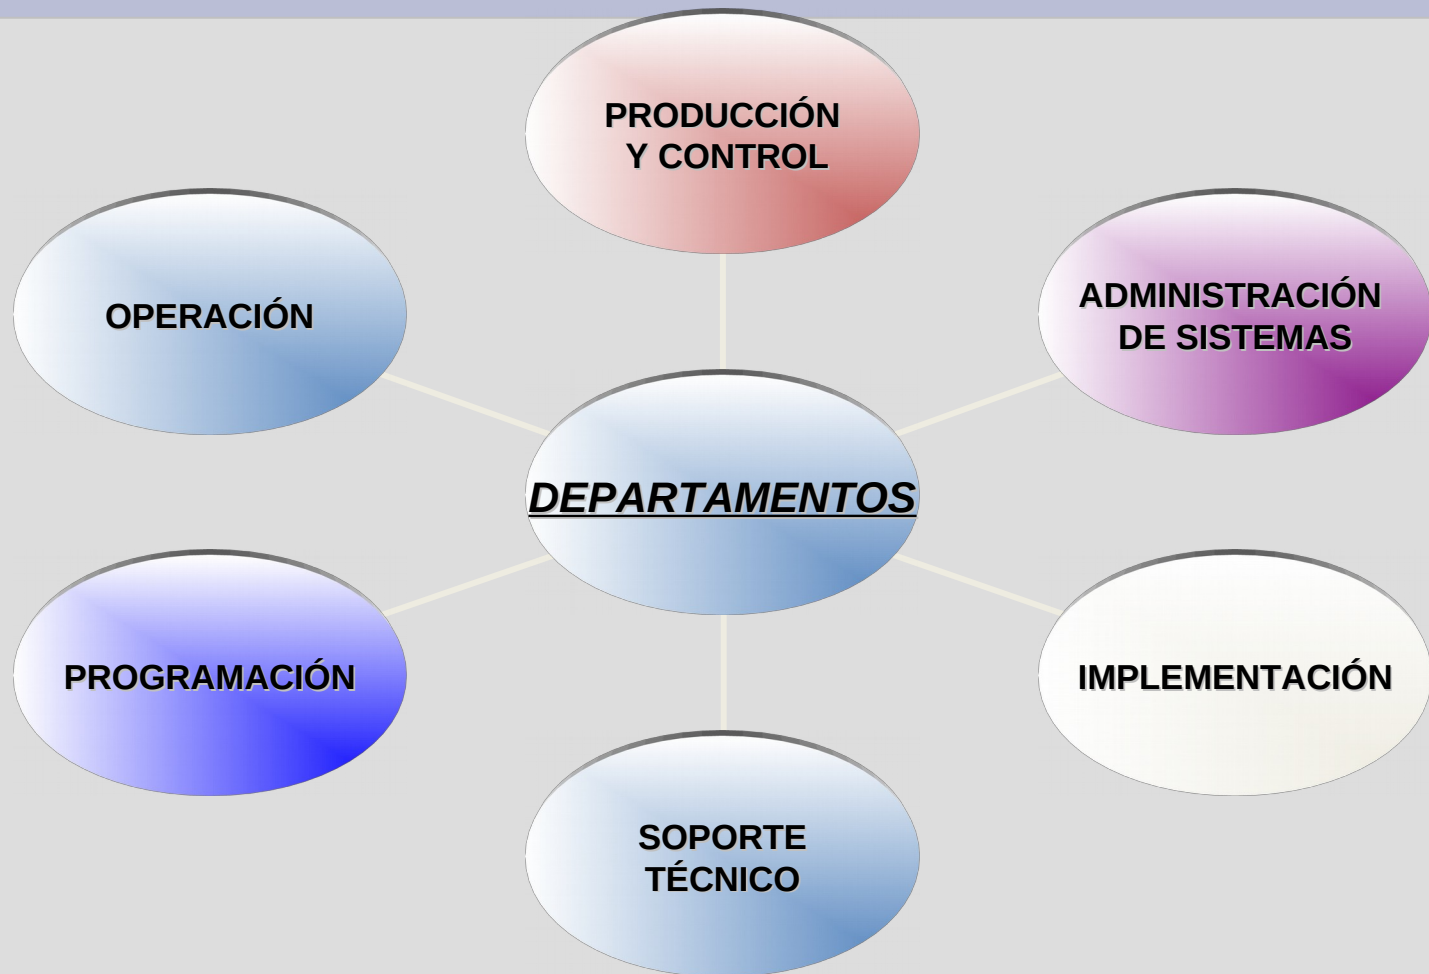 PRODUCCIÓN
Y CONTROL
OPERACIÓN
ADMINISTRACIÓN
DE SISTEMAS
DEPARTAMENTOS
PROGRAMACIÓN
IMPLEMENTACIÓN
SOPORTE
TÉCNICO